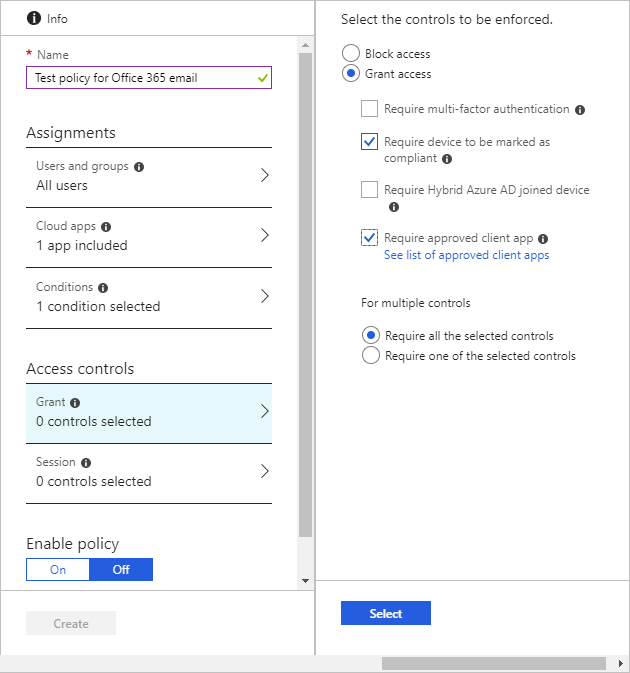 Info
* Name
Test policy for Office 365 email
Assignments
Users and groups
All users
Cloud apps
1 app included
Conditions
1 condition selected
Access controls
Grant
0 controls selected
Session
0 controls selected
Enable policy
On Off
Create
Select the controls to be enforced.
Block access
Grant access
Require multi-factor authentication
Require device to be marked as
compliant
Require Hybrid Azure AD joined device
Require approved client app
See list of approved client apps
For multiple controls
Require all the selected controls
Require one of the selected controls
Select